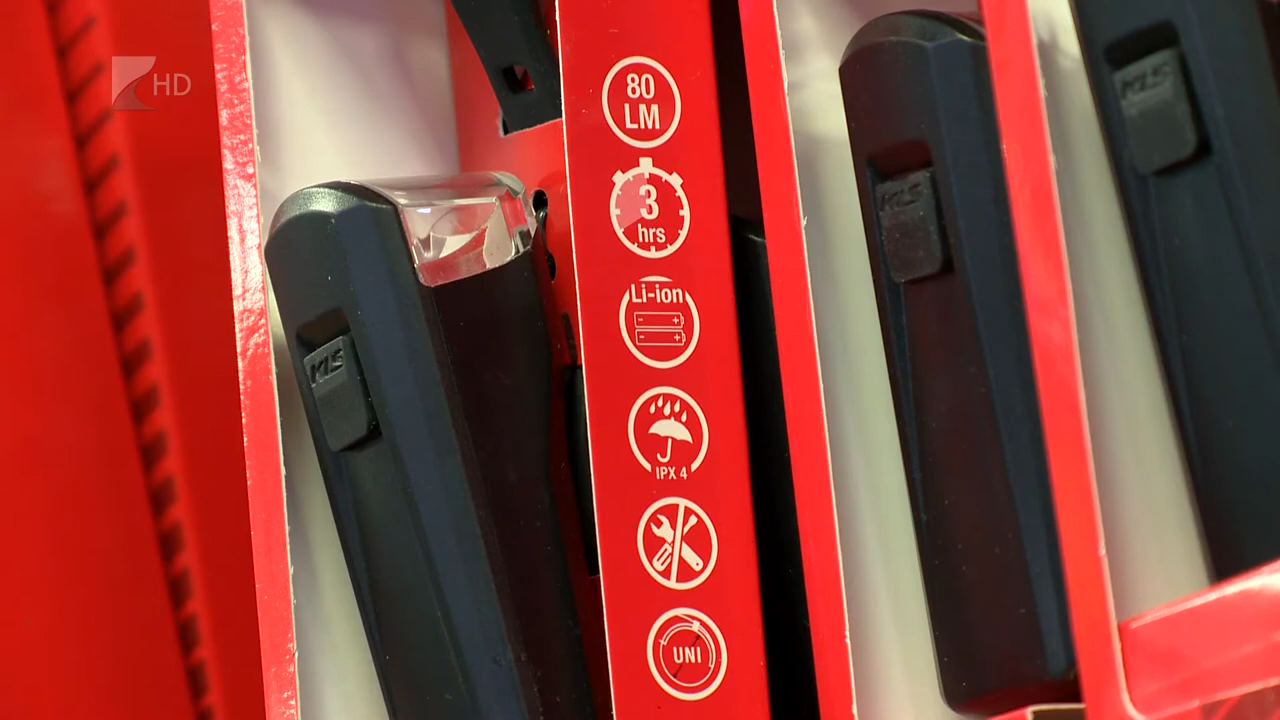 HD
80
LM
3
hrs
Li-ion
- +
- +
IPX 4
UNI
KLS
KLS
KLS